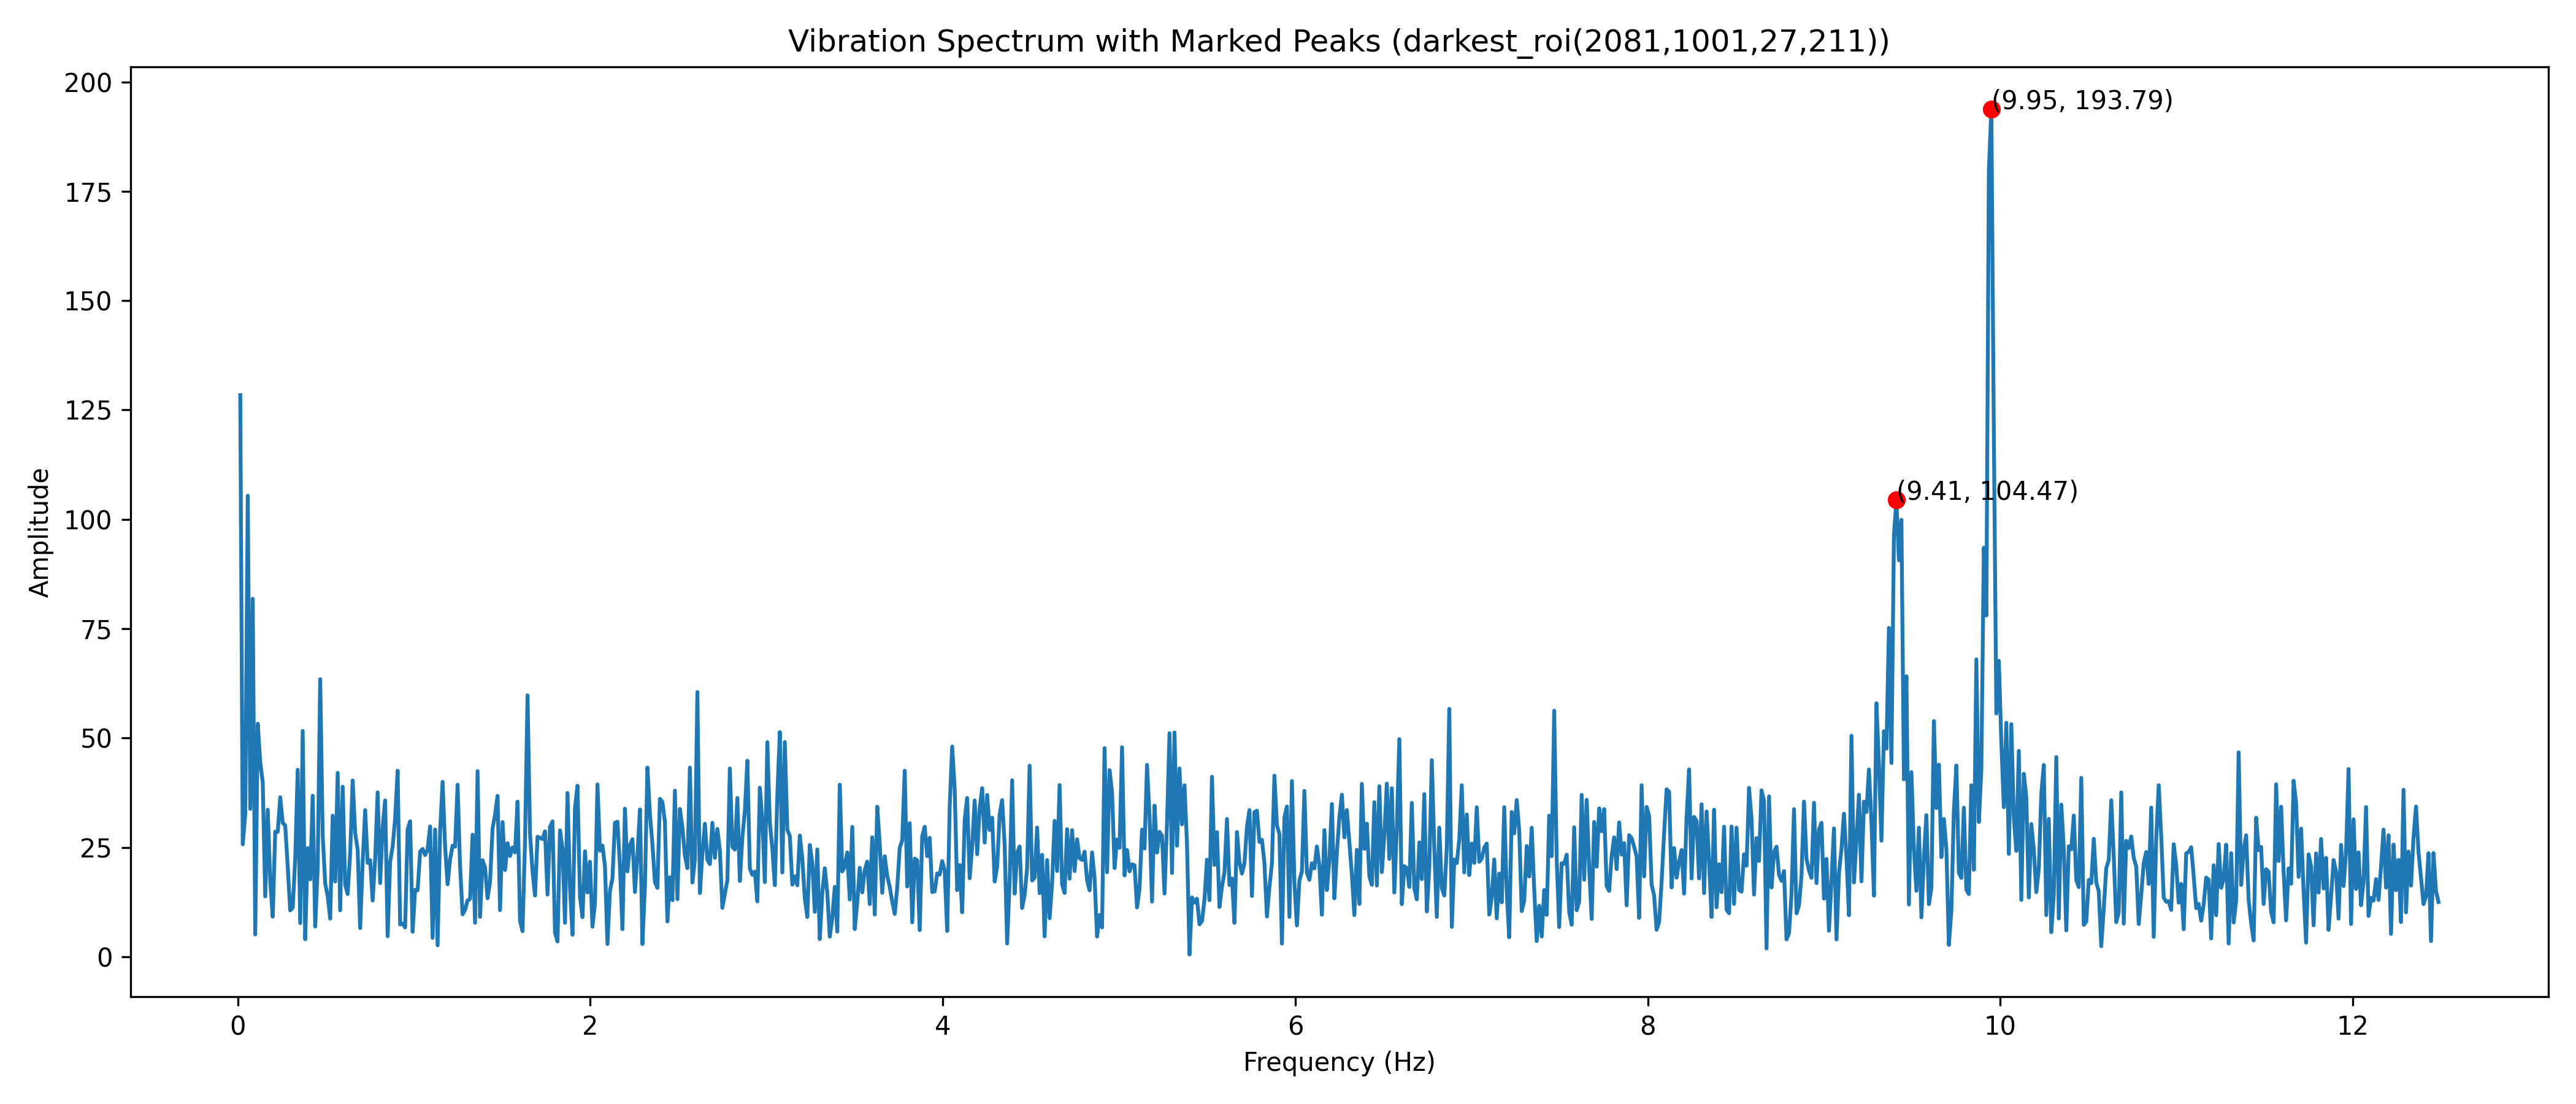 Vibration Spectrum with Marked Peaks (darkest_roi(2081,1001,27,211))
200
175
150
125
100
75
50
25
0
Amplitude
(9.95, 193.79)
(9.41, 104.47)
0 2 4 6 8 10 12
Frequency (Hz)